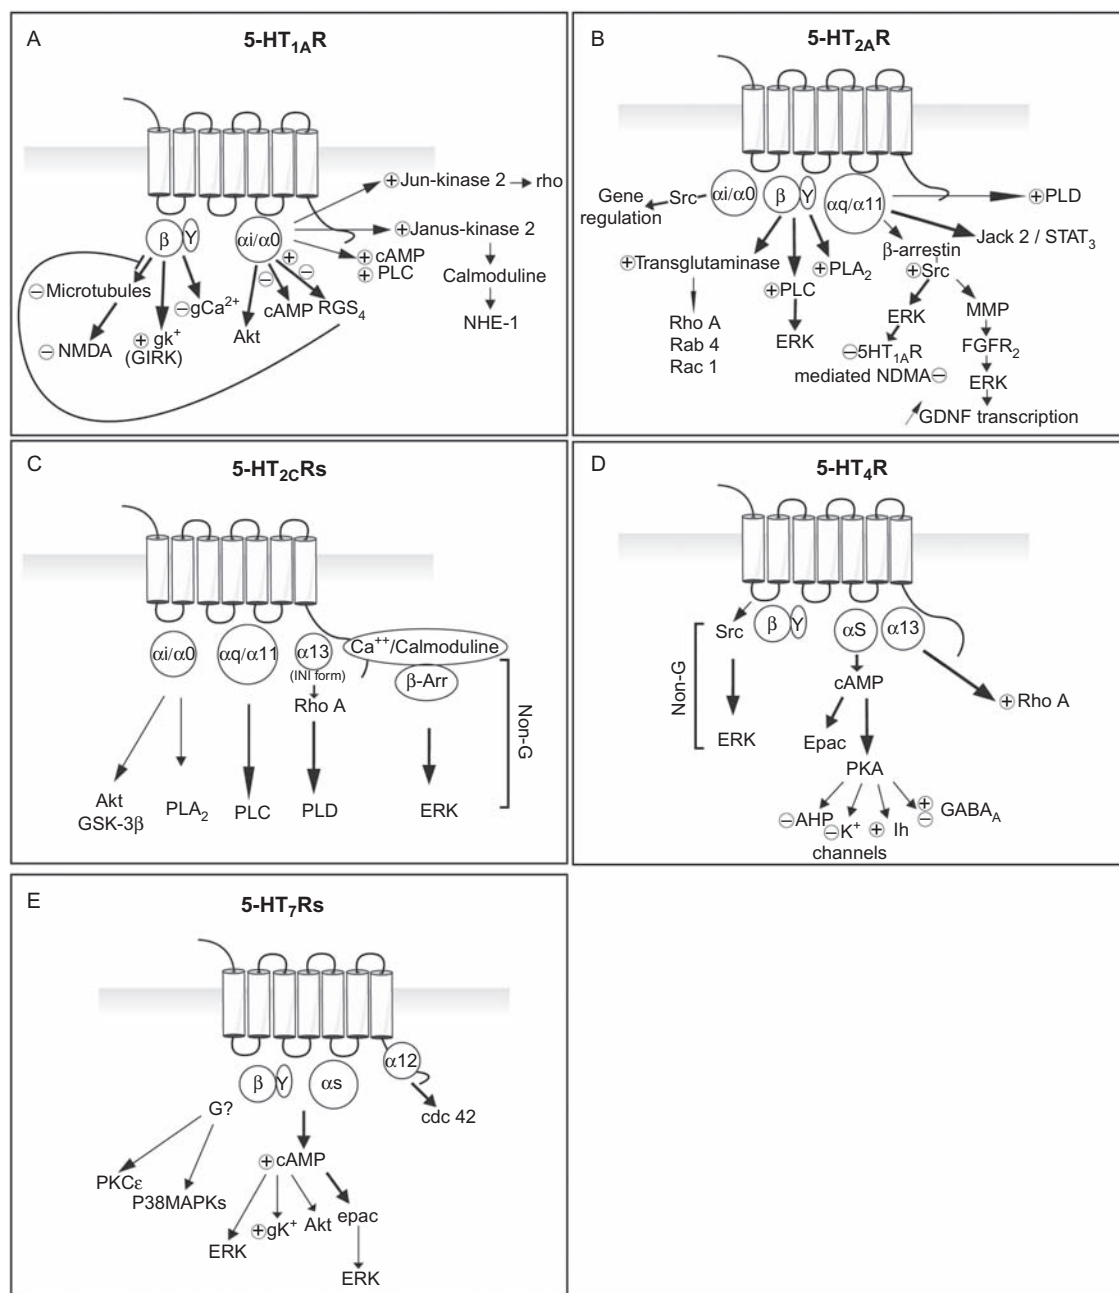 A
5-HT1AR
β
Y
αi/α0
+ Jun-kinase 2 → rho
+ Janus-kinase 2
+ cAMP
+ PLC
Calmoduline
NHE-1
+
−
−
− Microtubules
− gCa2+
cAMP
RGS4
Akt
− NMDA
+ gk+
(GIRK)
B
5-HT2AR
Gene
regulation
Src
αi/α0
β
Y
αq/α11
+ PLD
Jack 2 / STAT3
β-arrestin
+ Src
+ Transglutaminase
+ PLA2
+ PLC
Rho A
Rab 4
Rac 1
ERK
ERK
MMP
− 5HT1AR
mediated NDMA −
FGFR2
ERK
GDNF transcription
C
5-HT2CRs
αi/α0
αq/α11
α13
(INI form)
Ca++/Calmoduline
β-Arr
Rho A
Non-G
Akt
GSK-3β
PLA2
PLC
PLD
ERK
D
5-HT4R
Src
β
Y
αS
α13
Non-G
cAMP
+ Rho A
ERK
Epac
PKA
− AHP
− K+
channels
+ Ih
+
−
GABAA
E
5-HT7Rs
β
Y
αs
α12
G?
cdc 42
+ cAMP
PKCε
P38MAPKs
ERK
+ gK+
Akt
epac
ERK